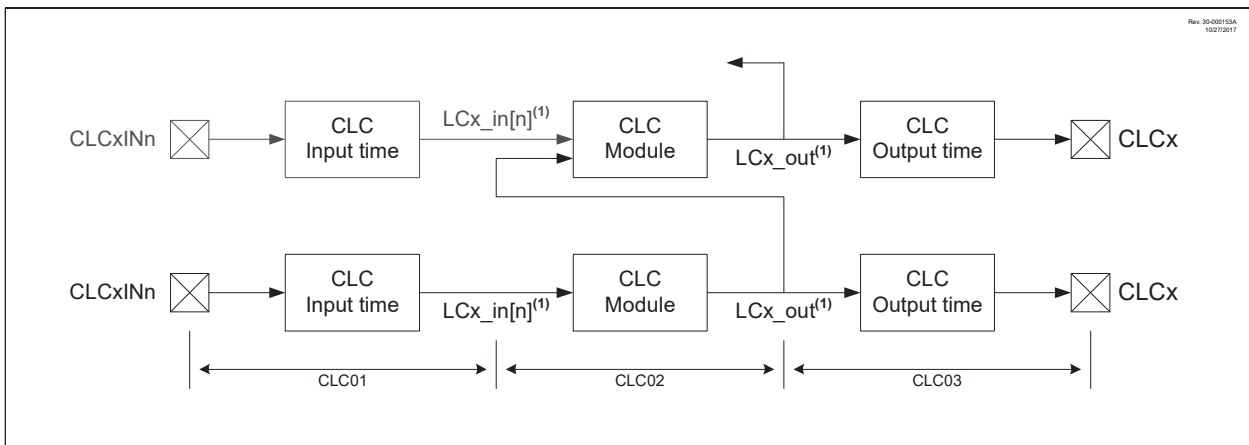 Rev. 30-000153A
10/27/2017
LCx_in[n](1)
CLCxINn
CLC
Input time
CLC
Module
LCx_out(1)
CLC
Output time
CLCx
CLCxINn
CLC
Input time
LCx_in[n](1)
CLC
Module
LCx_out(1)
CLC
Output time
CLCx
CLC01
CLC02
CLC03